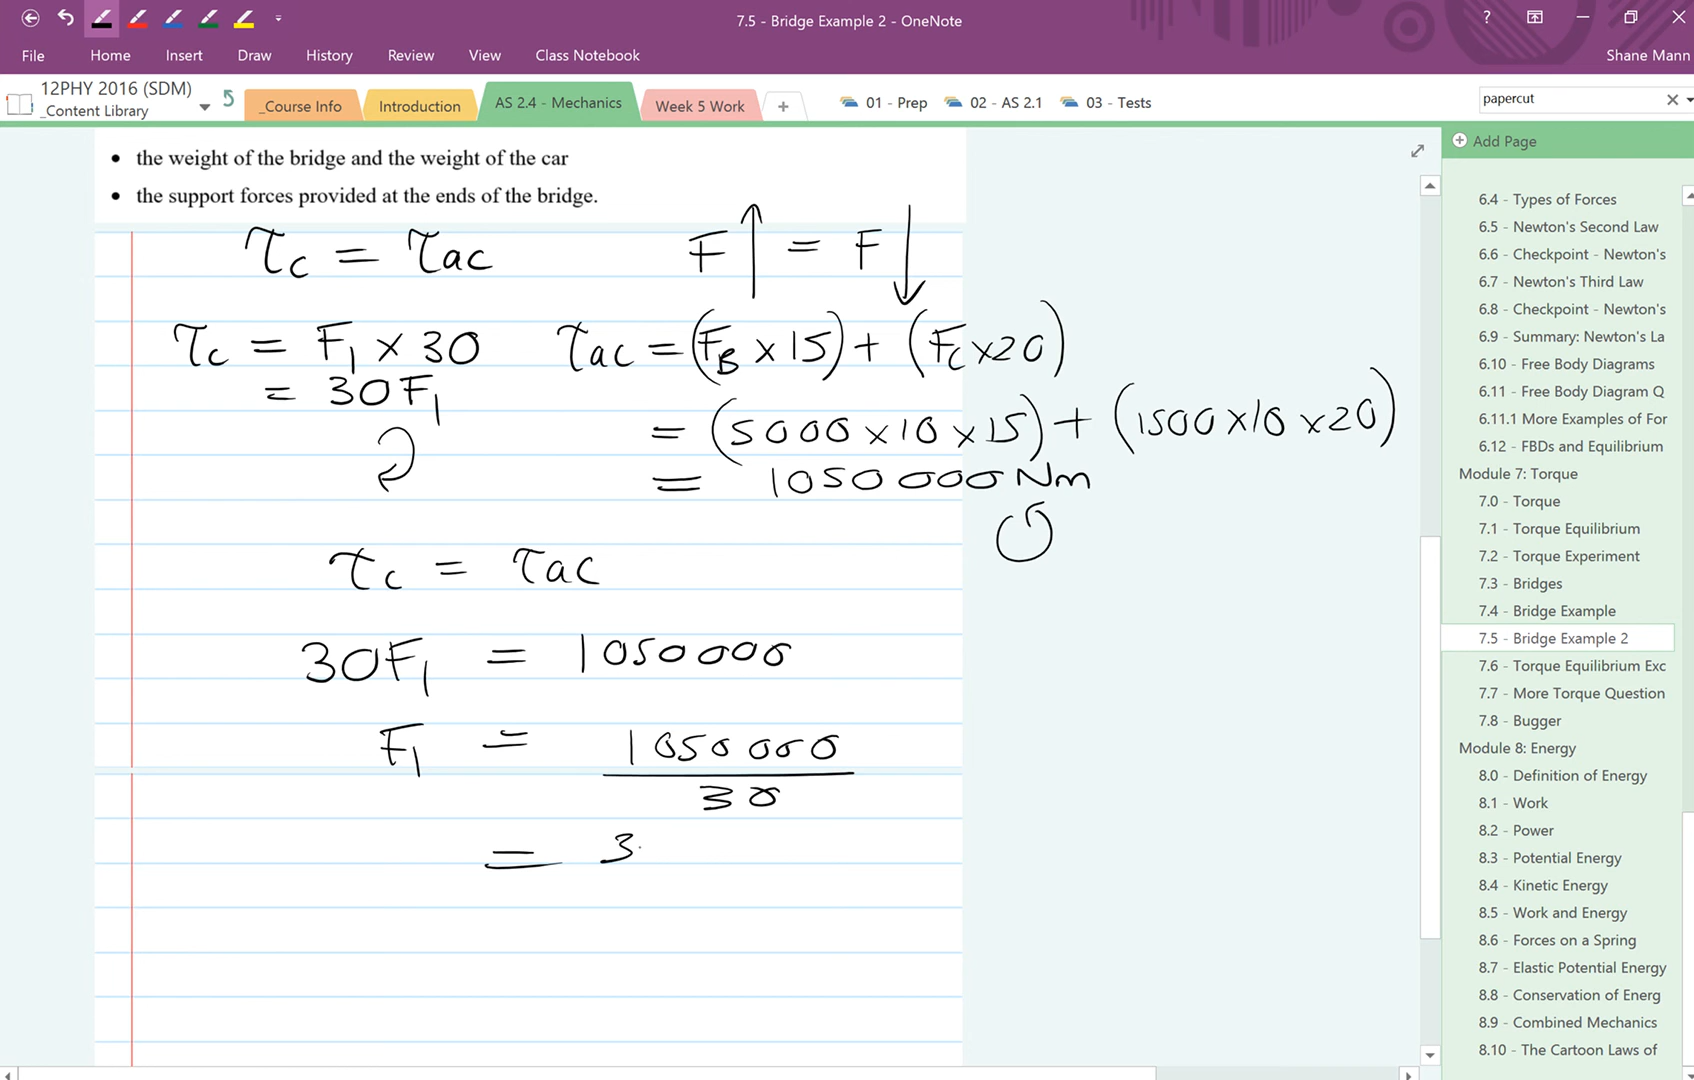 7.5 - Bridge Example 2 - OneNote
?
File Home Insert Draw History Review View Class Notebook
Shane Mann
12PHY 2016 (SDM)
_Content Library
_Course Info
Introduction
AS 2.4 - Mechanics
Week 5 Work
+
01 - Prep
02 - AS 2.1
03 - Tests
papercut
• the weight of the bridge and the weight of the car
• the support forces provided at the ends of the bridge.
τc = τac F↑ = F↓
τc = F1 × 30 τac = (FB × 15) + (Fc × 20)
= 30F1
= (5000 × 10 × 15) + (1500 × 10 × 20)
= 1050 000 Nm
τc = τac
30F1 = 1050000
F1 = 1050000
30
= 3
Add Page
6.4 - Types of Forces
6.5 - Newton's Second Law
6.6 - Checkpoint - Newton's
6.7 - Newton's Third Law
6.8 - Checkpoint - Newton's
6.9 - Summary: Newton's La
6.10 - Free Body Diagrams
6.11 - Free Body Diagram Q
6.11.1 More Examples of For
6.12 - FBDs and Equilibrium
Module 7: Torque
7.0 - Torque
7.1 - Torque Equilibrium
7.2 - Torque Experiment
7.3 - Bridges
7.4 - Bridge Example
7.5 - Bridge Example 2
7.6 - Torque Equilibrium Exc
7.7 - More Torque Question
7.8 - Bugger
Module 8: Energy
8.0 - Definition of Energy
8.1 - Work
8.2 - Power
8.3 - Potential Energy
8.4 - Kinetic Energy
8.5 - Work and Energy
8.6 - Forces on a Spring
8.7 - Elastic Potential Energy
8.8 - Conservation of Energ
8.9 - Combined Mechanics
8.10 - The Cartoon Laws of